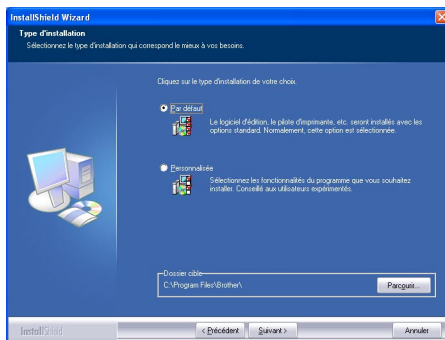 InstallShield Wizard
Type d'installation
Sélectionnez le type d'installation qui correspond le mieux à vos besoins.
Cliquez sur le type d'installation de votre choix.
Par défaut
Le logiciel d'édition, le pilote d'imprimante, etc. seront installés avec les
options standard. Normalement, cette option est sélectionnée.
Personnalisée
Sélectionnez les fonctionnalités du programme que vous souhaitez
installer. Conseillé aux utilisateurs expérimentés.
Dossier cible
C:\Program Files\Brother\
Parcourir...
InstallShield
< Précédent
Suivant >
Annuler